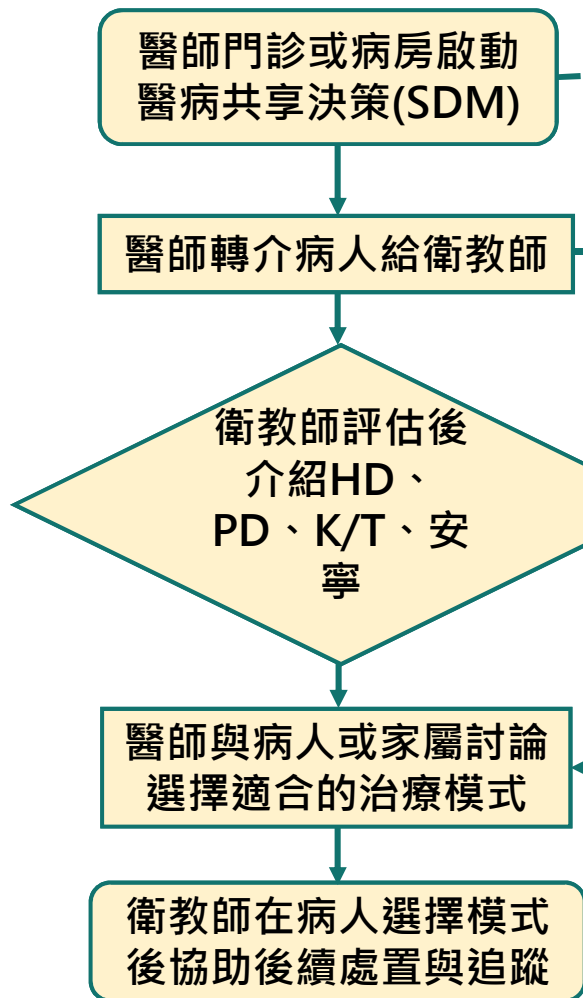 醫師門診或病房啟動
醫病共享決策(SDM)
醫師轉介病人給衛教師
衛教師評估後
介紹HD、
PD、K/T、安
寧
醫師與病人或家屬討論
選擇適合的治療模式
衛教師在病人選擇模式
後協助後續處置與追蹤